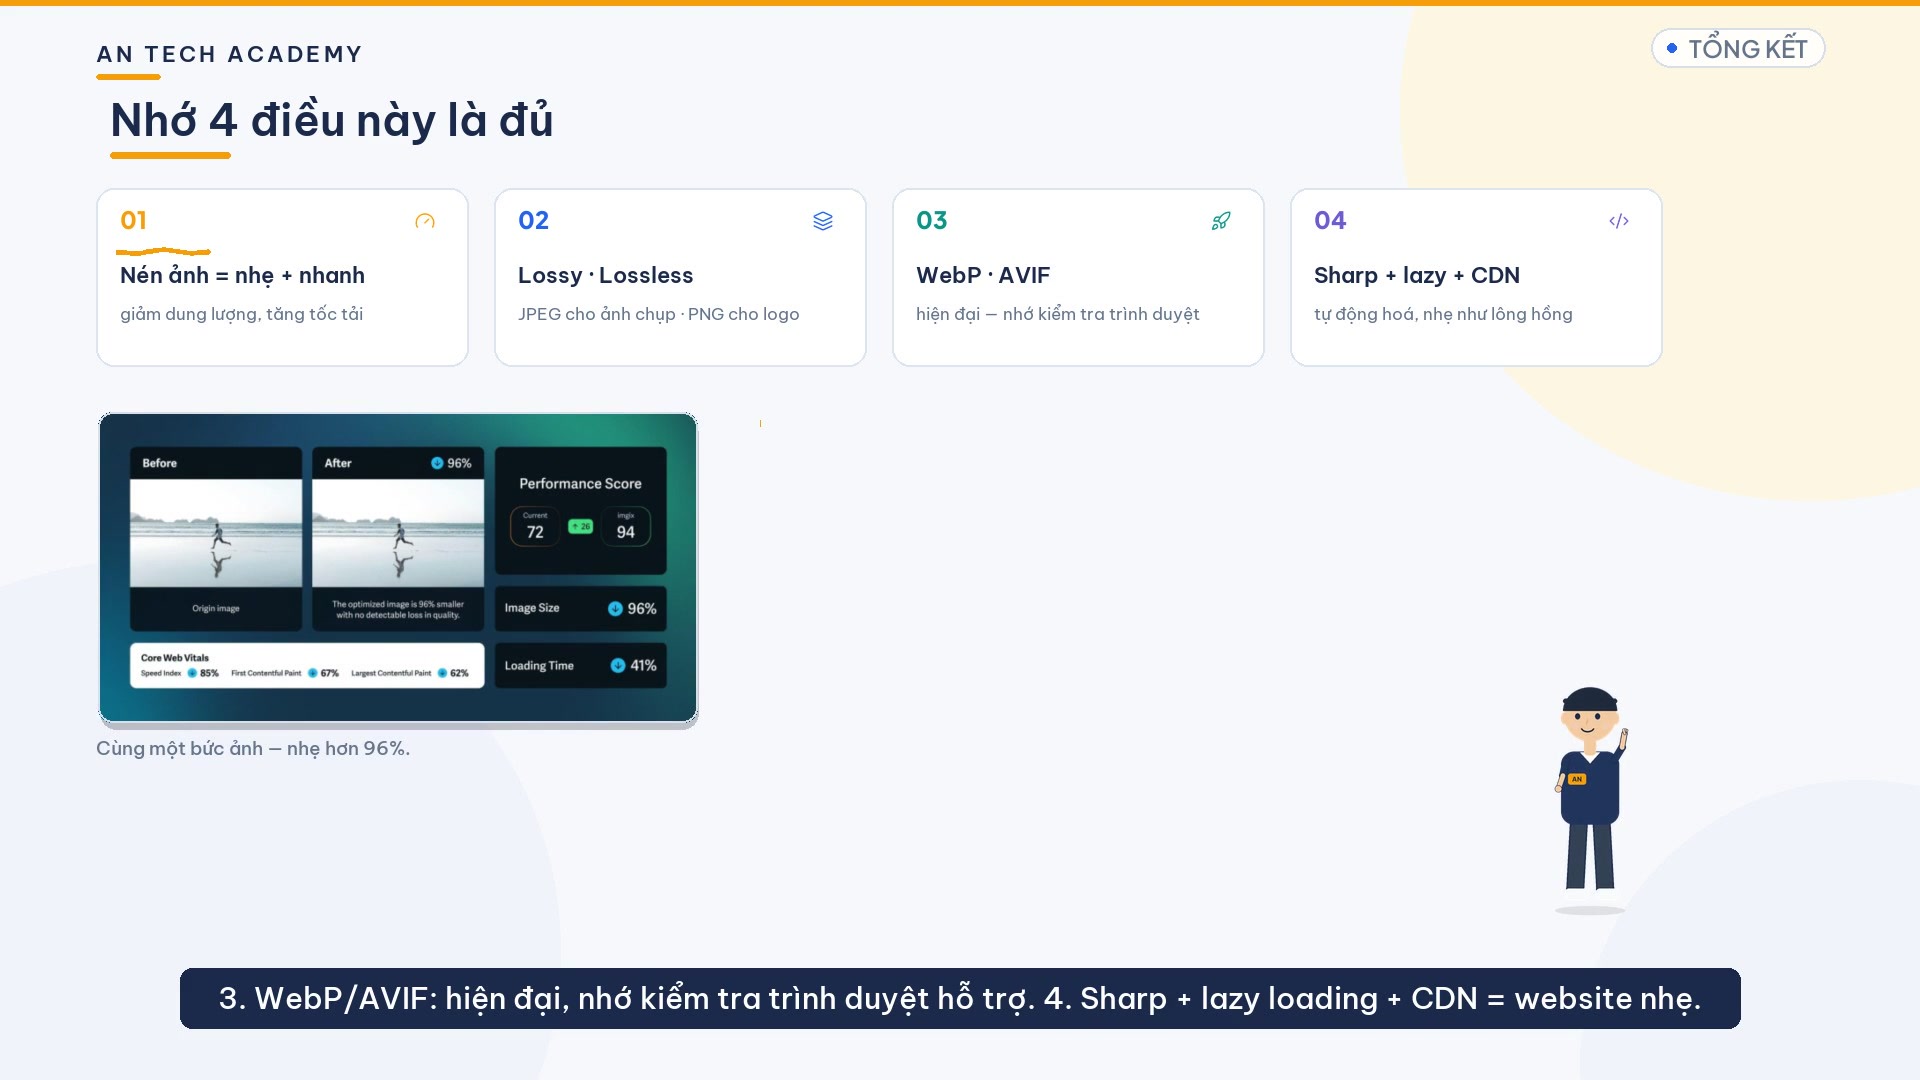 AN TECH ACADEMY
TỔNG KẾT
Nhớ 4 điều này là đủ
01
Nén ảnh = nhẹ + nhanh
giảm dung lượng, tăng tốc tải
02
Lossy · Lossless
JPEG cho ảnh chụp · PNG cho logo
03
WebP · AVIF
hiện đại — nhớ kiểm tra trình duyệt
04
Sharp + lazy + CDN
tự động hoá, nhẹ như lông hồng
Before
Origin image
After 96%
The optimized image is 96% smaller
with no detectable loss in quality.
Performance Score
Current
72
↑ 26
imgix
94
Image Size 96%
Core Web Vitals
Speed Index 85% First Contentful Paint 67% Largest Contentful Paint 62%
Loading Time 41%
Cùng một bức ảnh — nhẹ hơn 96%.
AN
3. WebP/AVIF: hiện đại, nhớ kiểm tra trình duyệt hỗ trợ. 4. Sharp + lazy loading + CDN = website nhẹ.